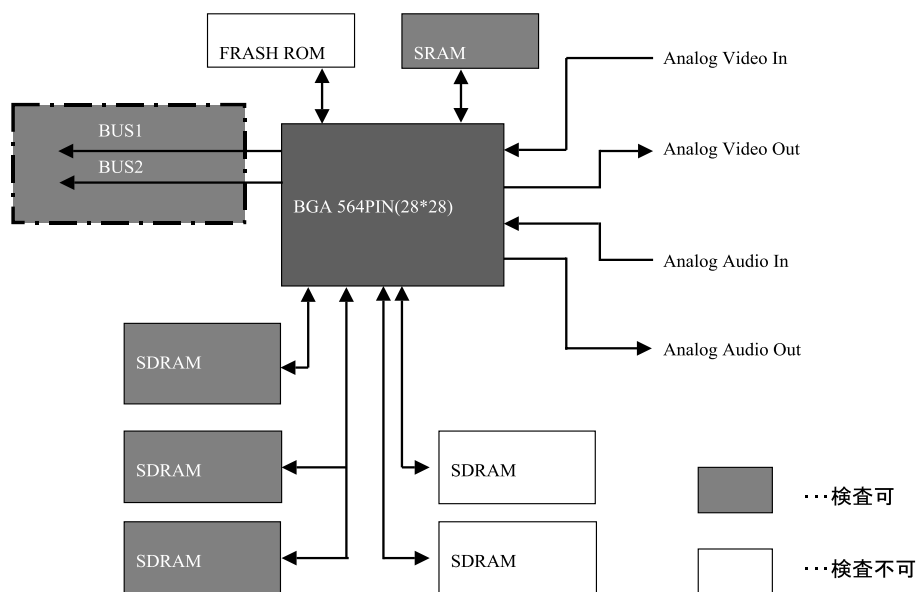 FRASH ROM
SRAM
Analog Video In
BUS1
Analog Video Out
BUS2
BGA 564PIN(28*28)
Analog Audio In
SDRAM
Analog Audio Out
SDRAM
SDRAM
･･･検査可
SDRAM
SDRAM
･･･検査不可